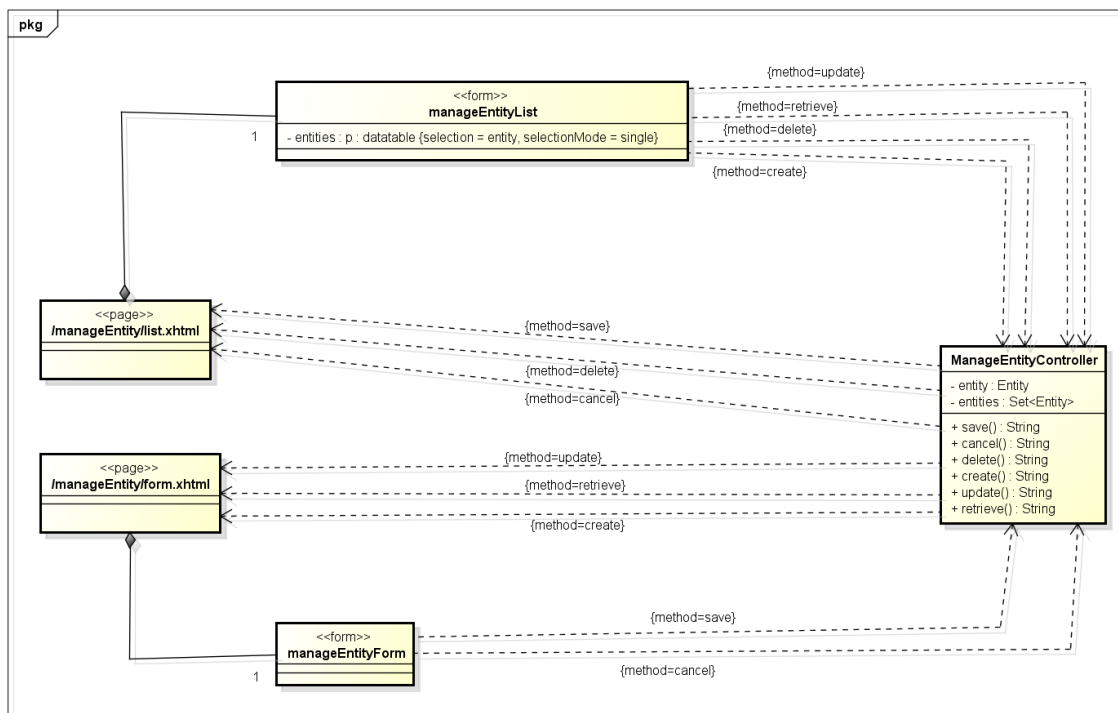 pkg
<<form>>
manageEntityList
- entities : p : datatable {selection = entity, selectionMode = single}
1
{method=update}
{method=retrieve}
{method=delete}
{method=create}
<<page>>
/manageEntity/list.xhtml
{method=save}
{method=delete}
{method=cancel}
ManageEntityController
- entity : Entity
- entities : Set<Entity>
+ save() : String
+ cancel() : String
+ delete() : String
+ create() : String
+ update() : String
+ retrieve() : String
<<page>>
/manageEntity/form.xhtml
{method=update}
{method=retrieve}
{method=create}
<<form>>
manageEntityForm
1
{method=save}
{method=cancel}